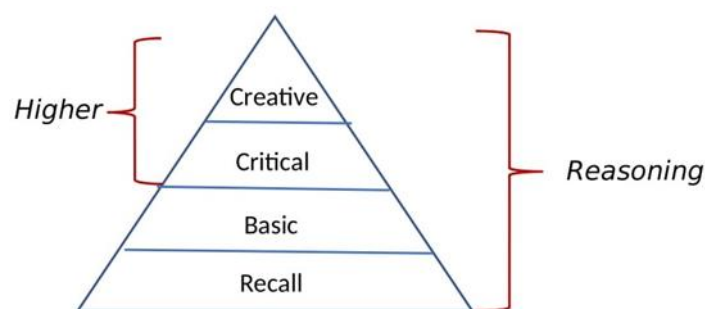 Creative
Higher
Critical
Reasoning
Basic
Recall